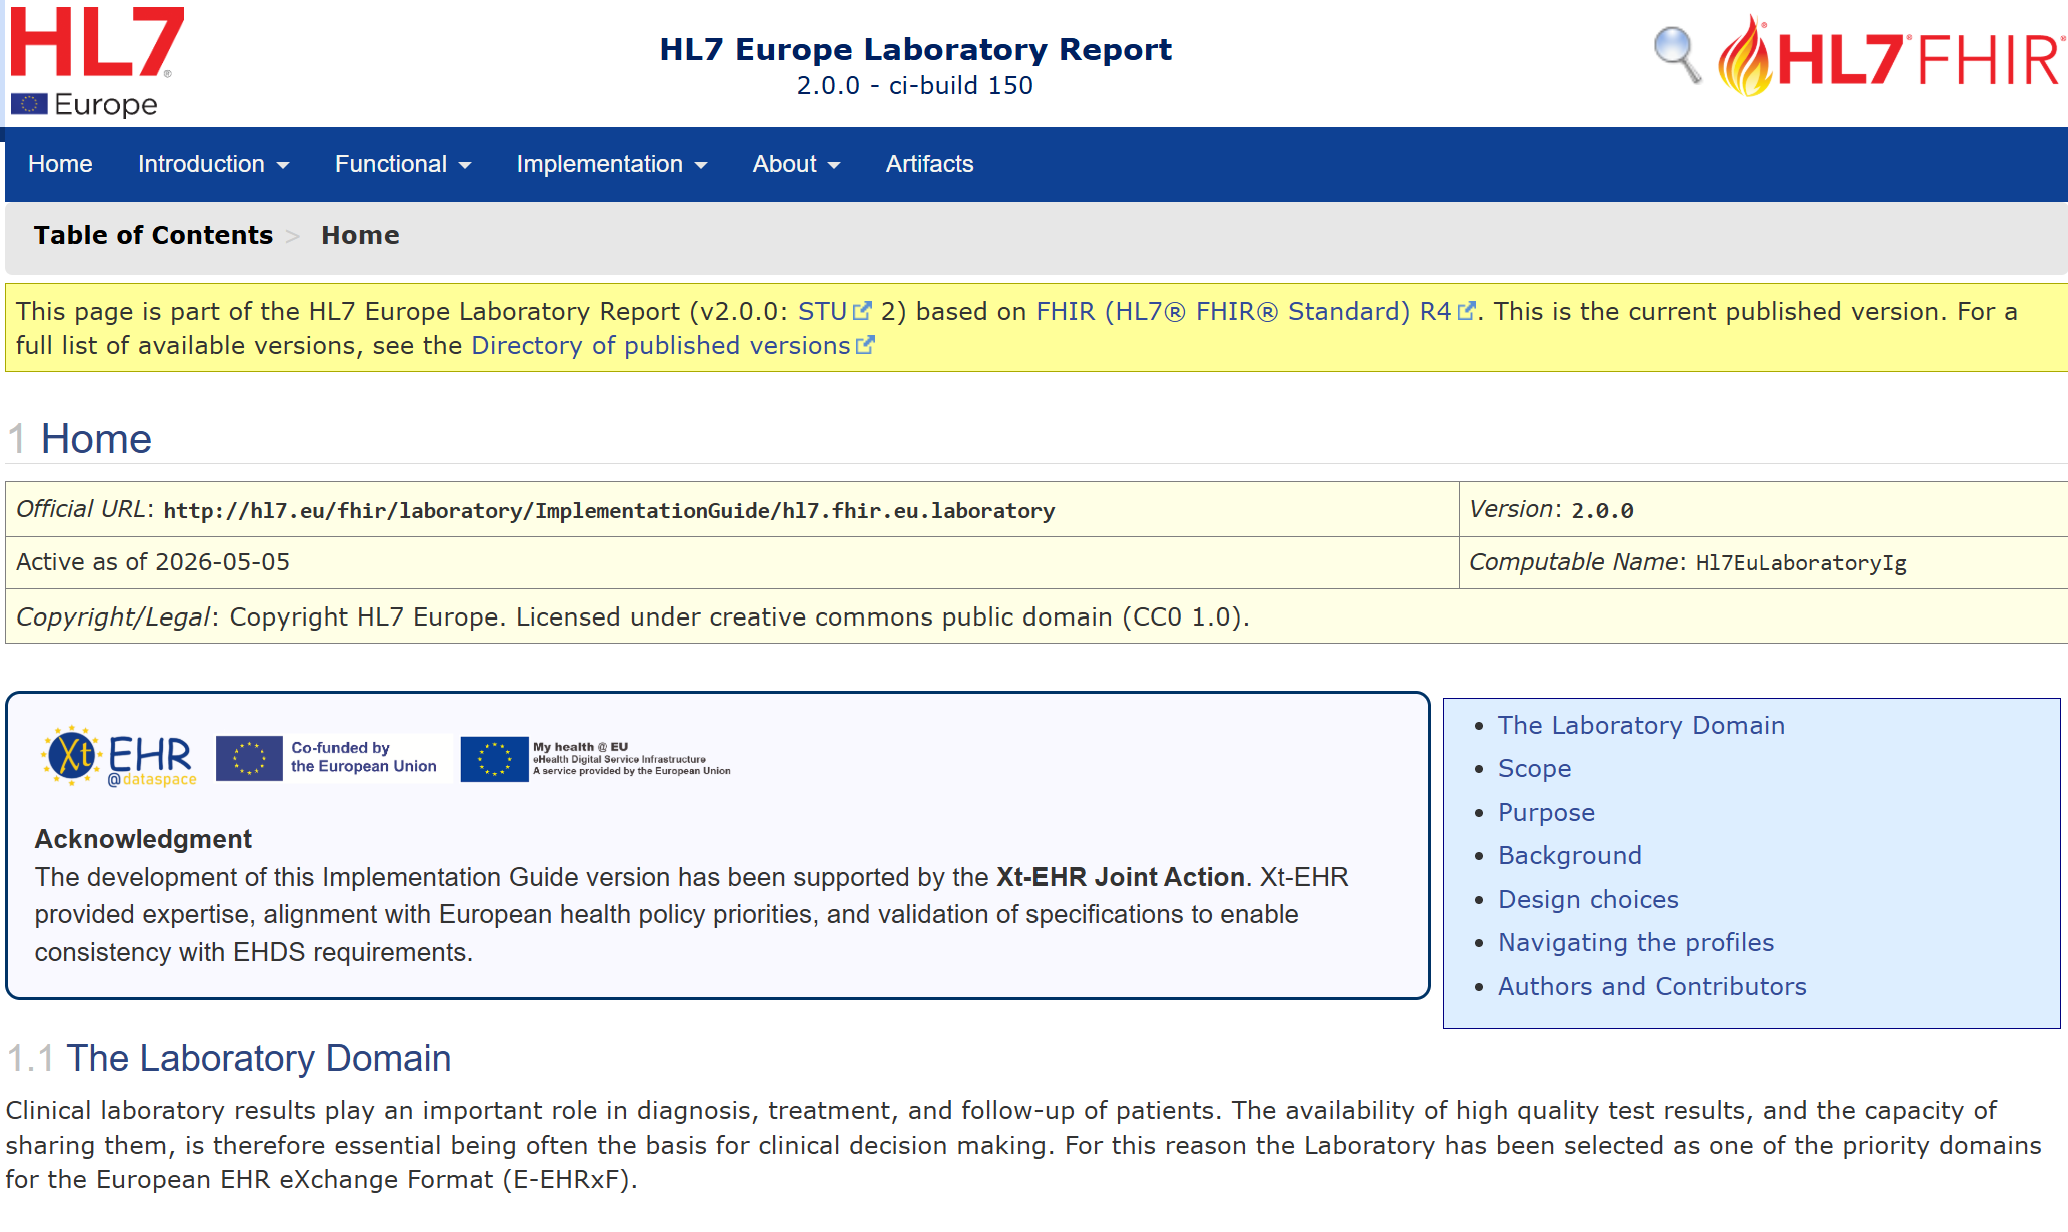 HL7®
Europe
HL7 Europe Laboratory Report
2.0.0 - ci-build 150
HL7® FHIR®
Home Introduction Functional Implementation About Artifacts
Table of Contents > Home
This page is part of the HL7 Europe Laboratory Report (v2.0.0: STU 2) based on FHIR (HL7® FHIR® Standard) R4. This is the current published version. For a
full list of available versions, see the Directory of published versions
1 Home
Official URL: http://hl7.eu/fhir/laboratory/ImplementationGuide/hl7.fhir.eu.laboratory Version: 2.0.0
Active as of 2026-05-05 Computable Name: Hl7EuLaboratoryIg
Copyright/Legal: Copyright HL7 Europe. Licensed under creative commons public domain (CC0 1.0).
Xt EHR
@dataspace
Co-funded by
the European Union
My health @ EU
eHealth Digital Service Infrastructure
A service provided by the European Union
Acknowledgment
The development of this Implementation Guide version has been supported by the Xt-EHR Joint Action. Xt-EHR
provided expertise, alignment with European health policy priorities, and validation of specifications to enable
consistency with EHDS requirements.
The Laboratory Domain
Scope
Purpose
Background
Design choices
Navigating the profiles
Authors and Contributors
1.1 The Laboratory Domain
Clinical laboratory results play an important role in diagnosis, treatment, and follow-up of patients. The availability of high quality test results, and the capacity of
sharing them, is therefore essential being often the basis for clinical decision making. For this reason the Laboratory has been selected as one of the priority domains
for the European EHR eXchange Format (E-EHRxF).